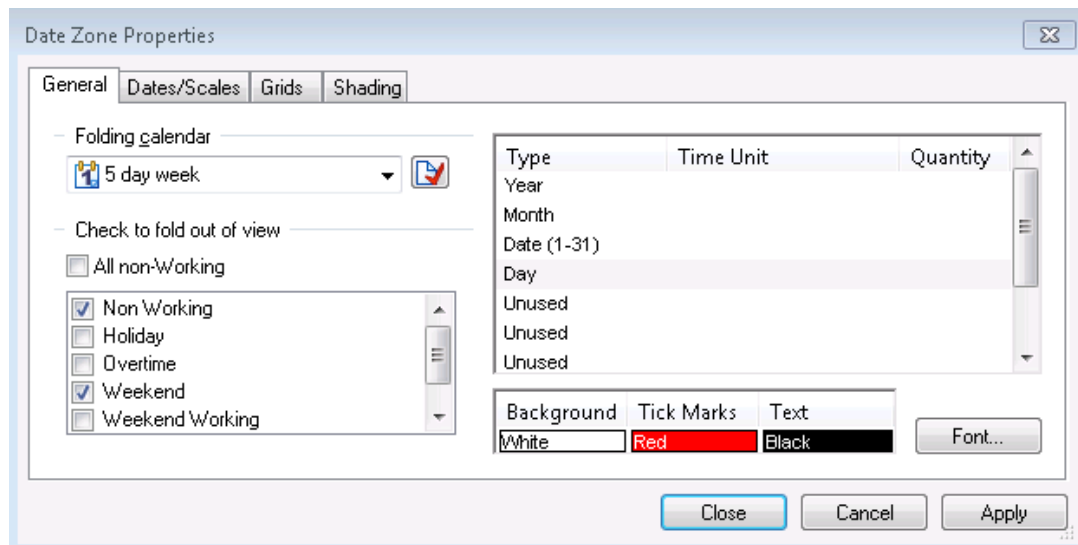 Date Zone Properties
General Dates/Scales Grids Shading
Folding calendar
5 day week
Check to fold out of view
All non-Working
Non Working
Holiday
Overtime
Weekend
Weekend Working
Type Time Unit Quantity
Year
Month
Date (1-31)
Day
Unused
Unused
Unused
Background Tick Marks Text
White Red Black
Font...
Close Cancel Apply